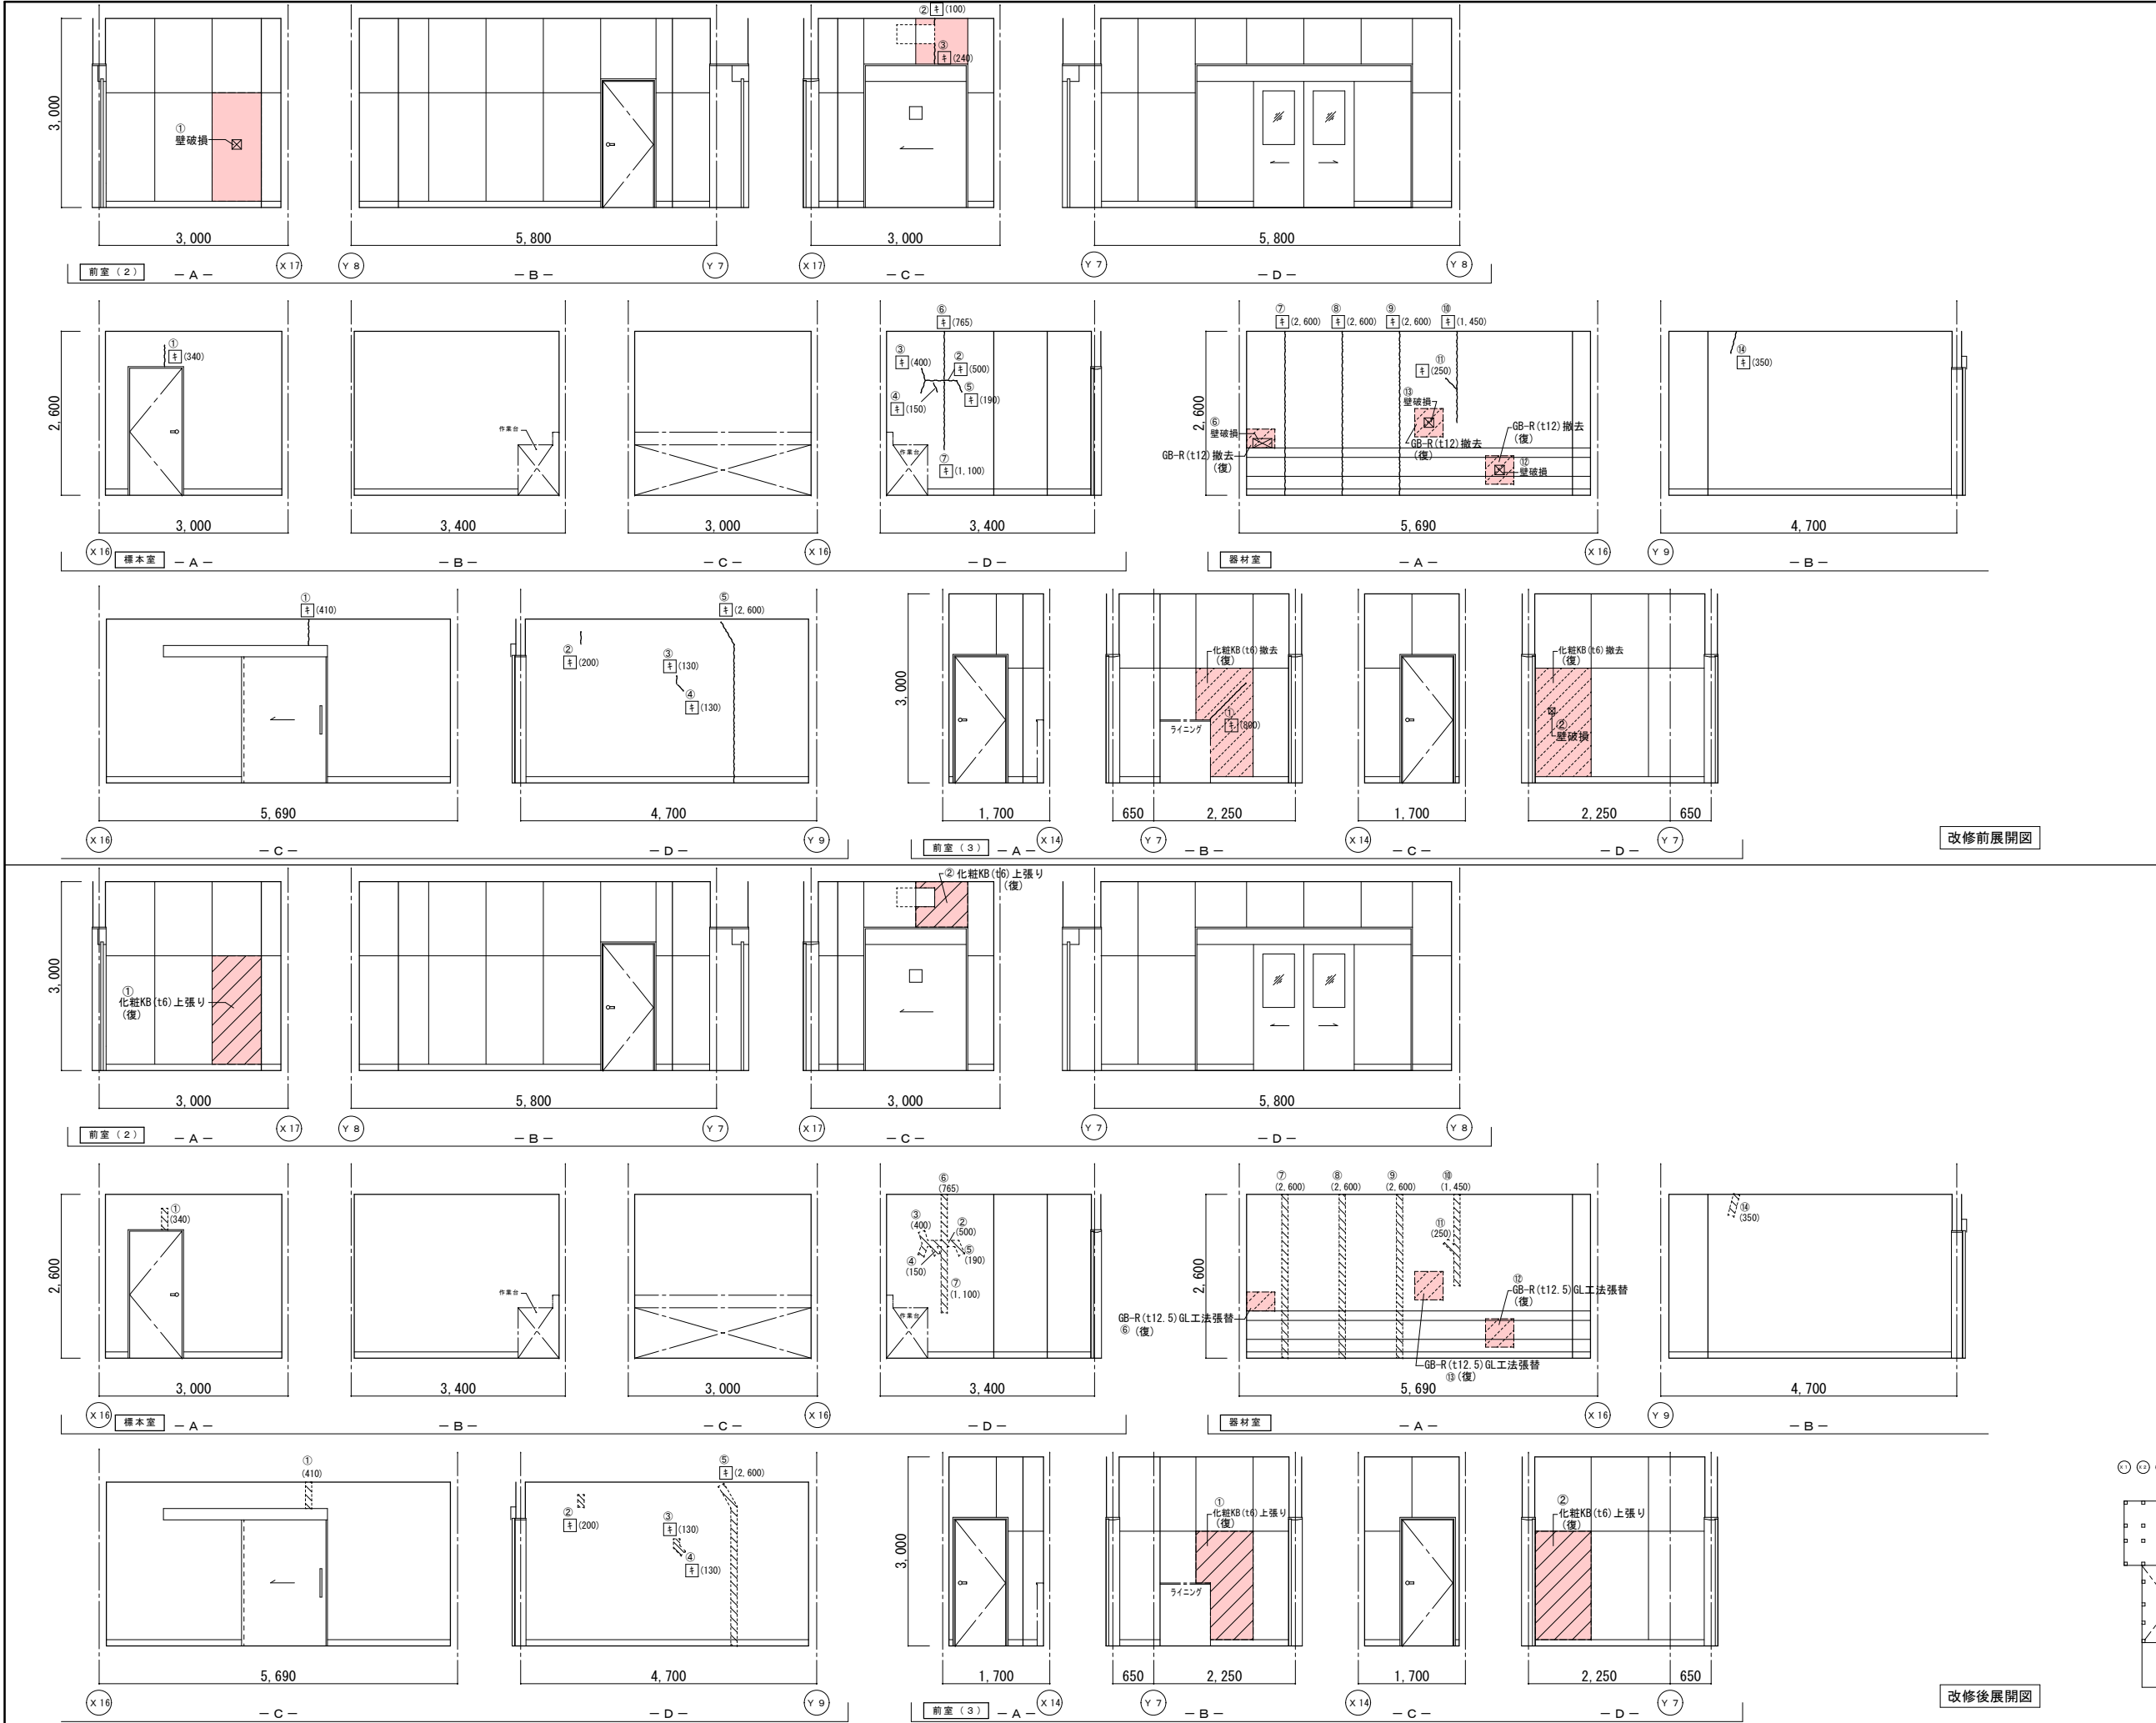 ② キ (100)
③
キ (240)
3,000
①
壁破損
3,000
5,800
3,000
5,800
前室(2)
－A－
X17
Y8
－B－
Y7
X17
－C－
Y7
－D－
Y8
①
キ (340)
2,600
作業台
⑥
キ (765)
③
キ (400)
②
キ (500)
④
キ (150)
⑤
キ (190)
作業台
⑦
キ (1,100)
⑦
キ (2,600)
⑧
キ (2,600)
⑨
キ (2,600)
⑩
キ (1,450)
⑪
キ (250)
⑬
壁破損
2,600
⑥
壁破損
GB-R(t12)撤去
(復)
GB-R(t12)撤去
(復)
GB-R(t12)撤去
(復)
⑫
壁破損
⑭
キ (350)
3,000
3,400
3,000
3,400
5,690
4,700
X16
標本室
－A－
－B－
－C－
X16
－D－
器材室
－A－
X16
Y9
－B－
①
キ (410)
②
キ (200)
③
キ (130)
④
キ (130)
⑤
キ (2,600)
3,000
化粧KB(t6)撤去
(復)
①
キ (800)
ライニング
化粧KB(t6)撤去
(復)
②
壁破損
5,690
4,700
1,700
650
2,250
1,700
2,250
650
X16
－C－
－D－
Y9
前室(3)
－A－
X14
Y7
－B－
X14
－C－
－D－
Y7
改修前展開図
②化粧KB(t6)上張り
(復)
3,000
①
化粧KB(t6)上張り
(復)
3,000
5,800
3,000
5,800
前室(2)
－A－
X17
Y8
－B－
Y7
X17
－C－
Y7
－D－
Y8
①
(340)
2,600
作業台
⑥
(765)
③
(400)
②
(500)
④
(150)
⑤
(190)
作業台
⑦
(1,100)
⑦
(2,600)
⑧
(2,600)
⑨
(2,600)
⑩
(1,450)
⑪
(250)
2,600
GB-R(t12.5)GL工法張替
⑥(復)
⑫
GB-R(t12.5)GL工法張替
(復)
GB-R(t12.5)GL工法張替
⑬(復)
⑭
(350)
3,000
3,400
3,000
3,400
5,690
4,700
X16
標本室
－A－
－B－
－C－
X16
－D－
器材室
－A－
X16
Y9
－B－
①
(410)
②
キ (200)
③
キ (130)
④
キ (130)
⑤
キ (2,600)
3,000
①
化粧KB(t6)上張り
(復)
ライニング
②
化粧KB(t6)上張り
(復)
X1 X2
5,690
4,700
1,700
650
2,250
1,700
2,250
650
X16
－C－
－D－
Y9
前室(3)
－A－
X14
Y7
－B－
X14
－C－
－D－
Y7
改修後展開図